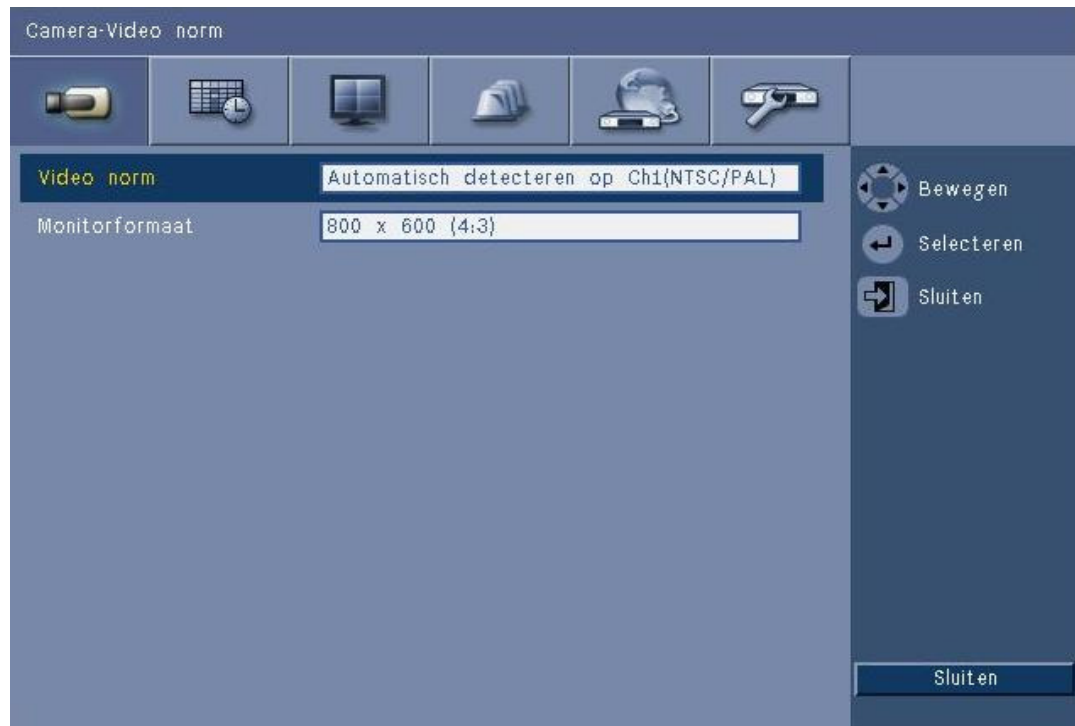 Camera-Video norm
Video norm
Automatisch detecteren op Ch1(NTSC/PAL)
Monitorformaat
800 x 600 (4:3)
Bewegen
Selecteren
Sluiten
Sluiten